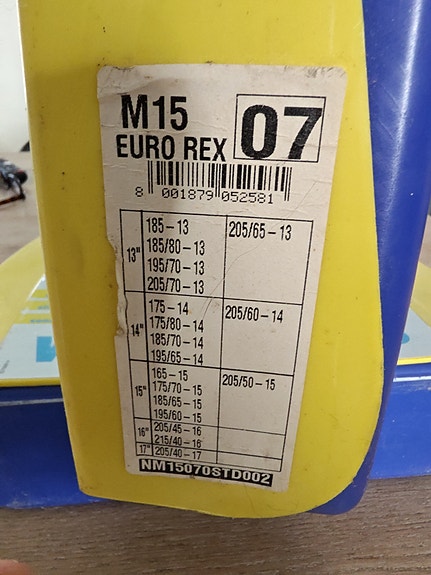 M15 07
EURO REX
8 001879 052581
13" 185-13 205/65-13
185/80-13
195/70-13
205/70-13
14" 175-14 205/60-14
175/80-14
185/70-14
195/65-14
15" 165-15 205/50-15
175/70-15
185/65-15
195/60-15
16" 205/45-16
215/40-16
17" 205/40-17
NM15070STD002